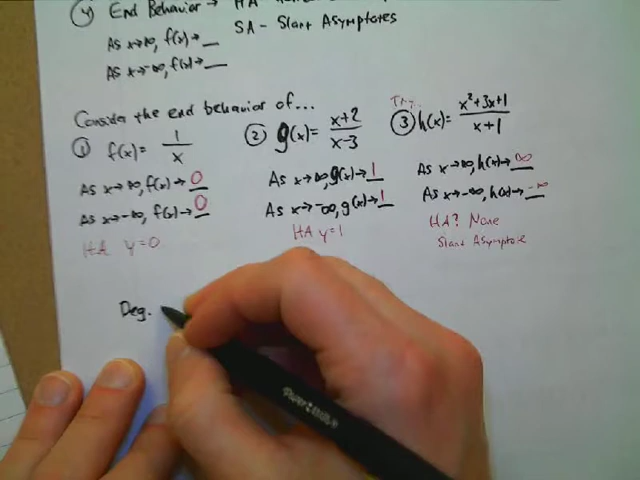 ④ End Behavior → HA
SA - Slant Asymptotes
As x→∞, f(x)→ __
As x→-∞, f(x)→ __
Consider the end behavior of...
① f(x)= 1/x
As x→∞, f(x)→ 0
As x→-∞, f(x)→ 0
HA y=0
② g(x)= x+2/x-3
As x→∞, g(x)→ 1
As x→-∞, g(x)→ 1
HA y=1
Try..
③ h(x)= x²+3x+1/x+1
As x→∞, h(x)→ ∞
As x→-∞, h(x)→ -∞
HA? None
Slant Asymptote
Deg.